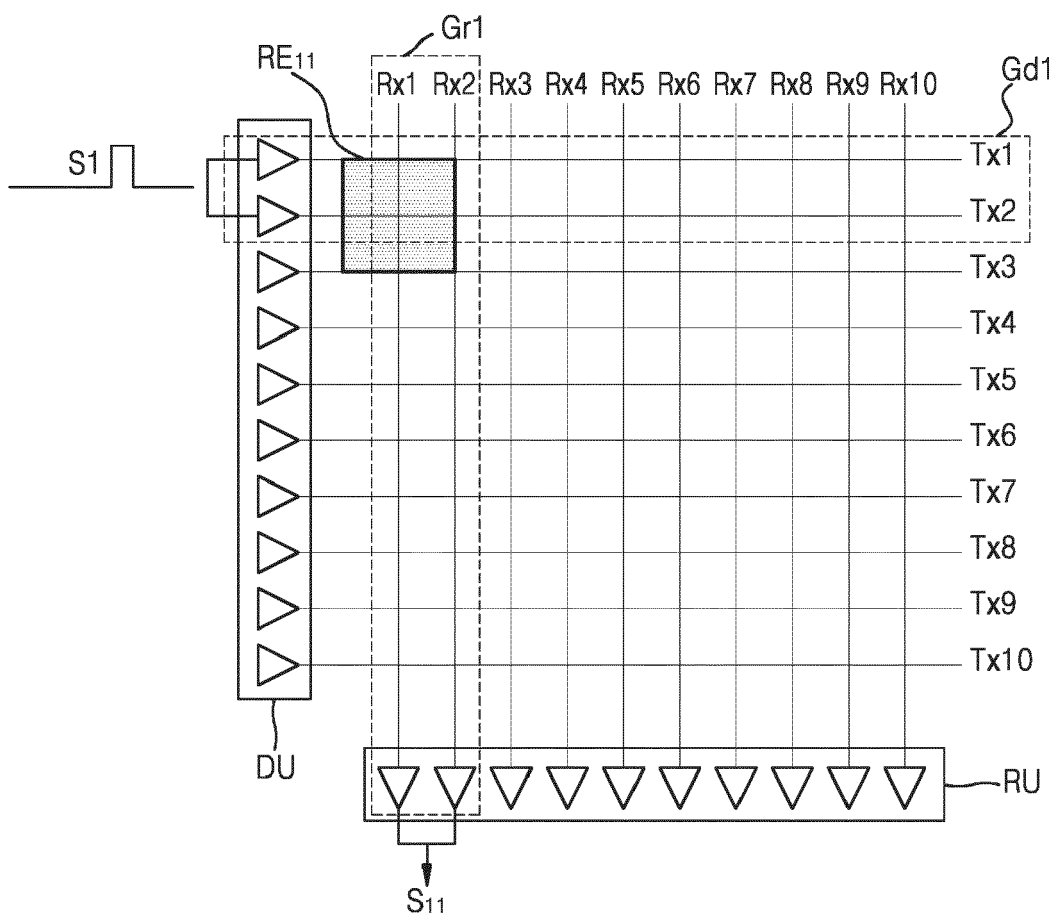 Gr1
RE11
Gd1
Rx1 Rx2 Rx3 Rx4 Rx5 Rx6 Rx7 Rx8 Rx9 Rx10
S1
Tx1
Tx2
Tx3
Tx4
Tx5
Tx6
Tx7
Tx8
Tx9
Tx10
DU
RU
S11